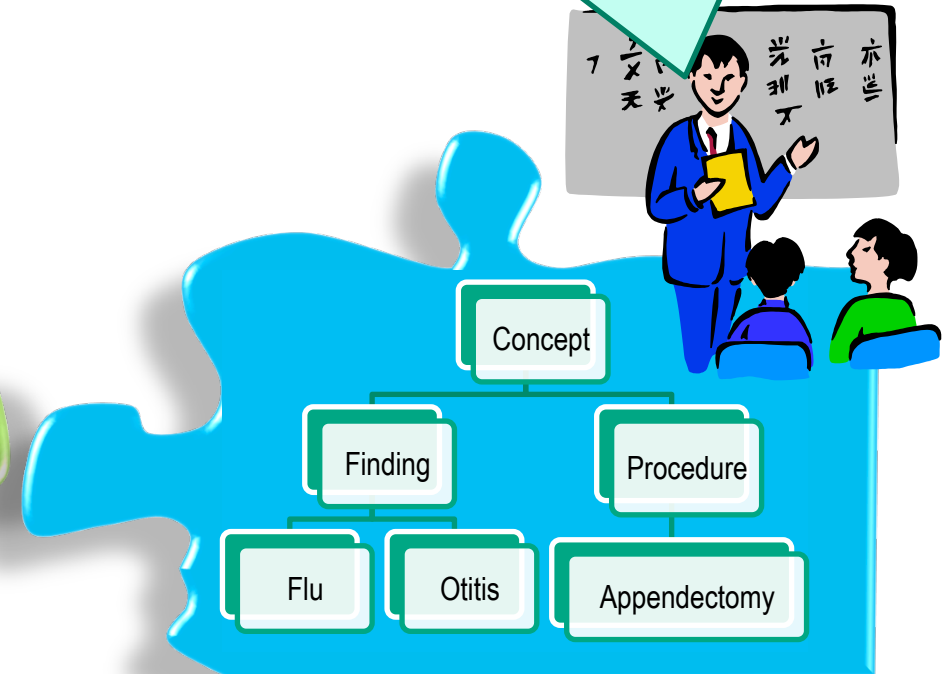 Concept
Finding
Procedure
Flu
Otitis
Appendectomy